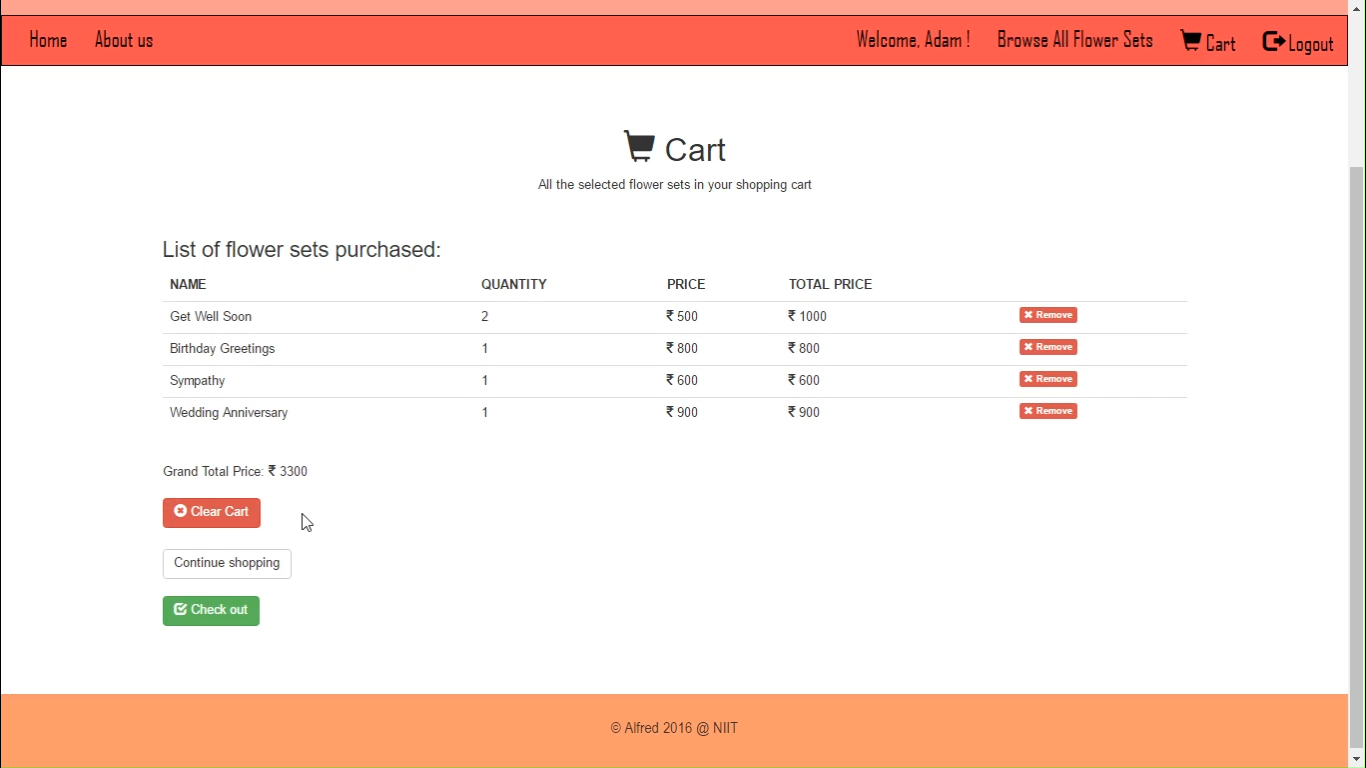 Home About us Welcome, Adam ! Browse All Flower Sets Cart Logout
Cart
All the selected flower sets in your shopping cart
List of flower sets purchased:
NAME QUANTITY PRICE TOTAL PRICE
Get Well Soon 2 ₹ 500 ₹ 1000 Remove
Birthday Greetings 1 ₹ 800 ₹ 800 Remove
Sympathy 1 ₹ 600 ₹ 600 Remove
Wedding Anniversary 1 ₹ 900 ₹ 900 Remove
Grand Total Price: ₹ 3300
Clear Cart
Continue shopping
Check out
© Alfred 2016 @ NIIT